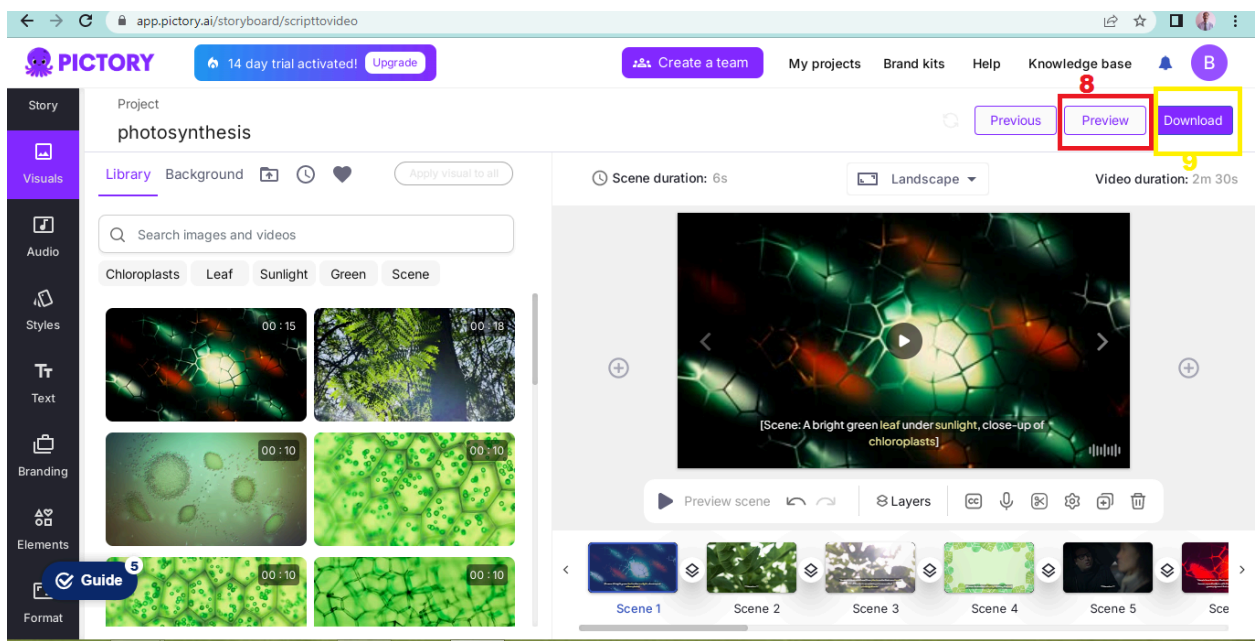 app.pictory.ai/storyboard/scripttovideo
PICTORY
14 day trial activated!
Upgrade
Create a team
My projects
Brand kits
Help
Knowledge base
B
8
Story
Project
photosynthesis
Previous
Preview
Download
9
Visuals
Library
Background
Apply visual to all
Scene duration: 6s
Landscape
Video duration: 2m 30s
Audio
Search images and videos
Chloroplasts
Leaf
Sunlight
Green
Scene
Styles
00:15
00:18
Text
[Scene: A bright green leaf under sunlight, close-up of
chloroplasts]
Branding
00:10
00:10
Preview scene
Layers
CC
Elements
5
Guide
00:10
00:10
Format
Scene 1
Scene 2
Scene 3
Scene 4
Scene 5
Sce